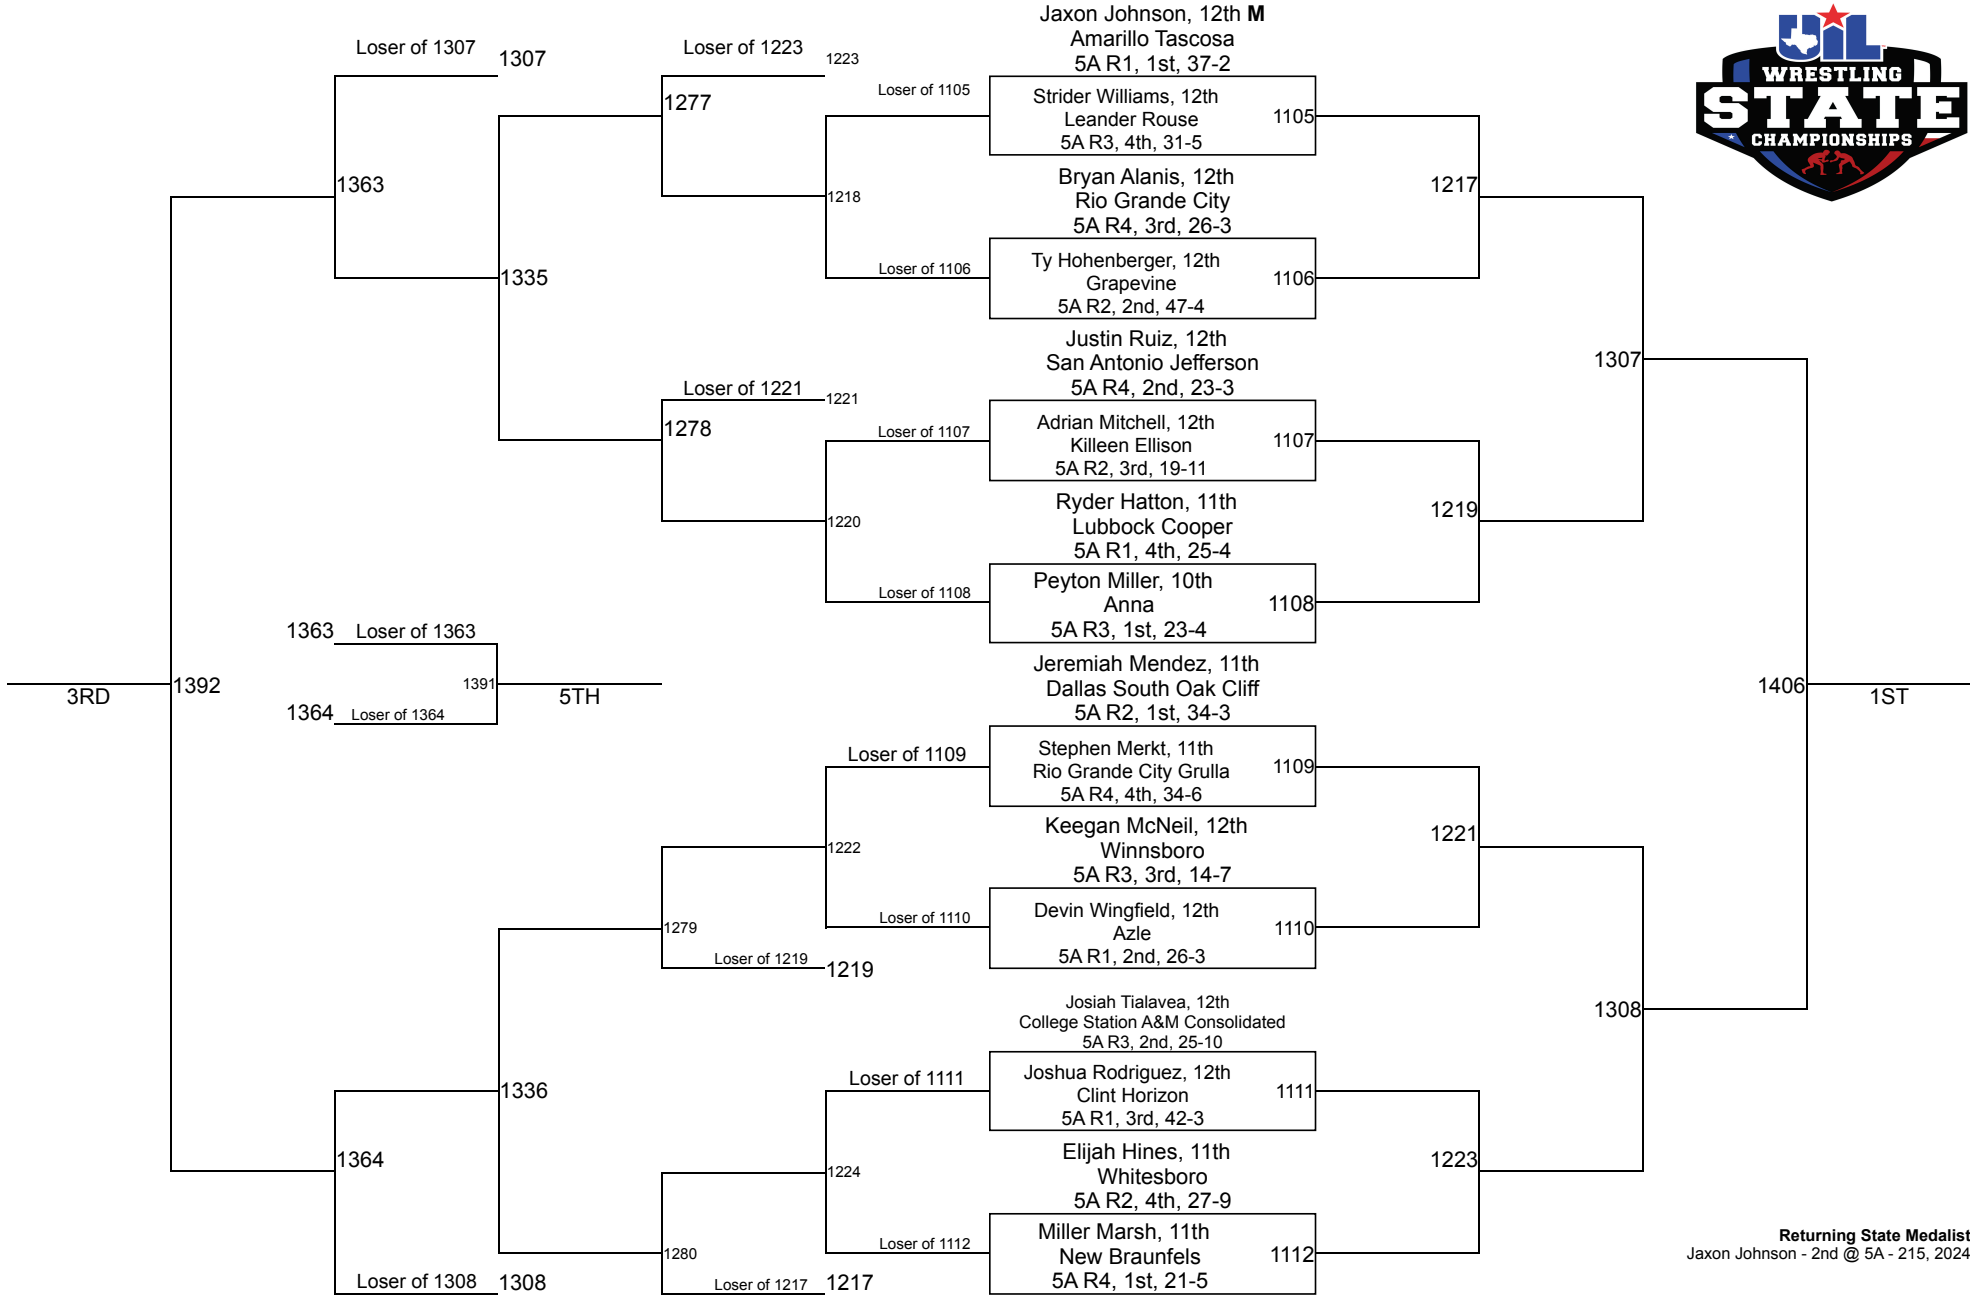 UIL
WRESTLING
STATE
CHAMPIONSHIPS
Jaxon Johnson, 12th M
Amarillo Tascosa
5A R1, 1st, 37-2
Strider Williams, 12th
Leander Rouse
5A R3, 4th, 31-5
1105
Bryan Alanis, 12th
Rio Grande City
5A R4, 3rd, 26-3
Ty Hohenberger, 12th
Grapevine
5A R2, 2nd, 47-4
1106
Justin Ruiz, 12th
San Antonio Jefferson
5A R4, 2nd, 23-3
Adrian Mitchell, 12th
Killeen Ellison
5A R2, 3rd, 19-11
1107
Ryder Hatton, 11th
Lubbock Cooper
5A R1, 4th, 25-4
Peyton Miller, 10th
Anna
5A R3, 1st, 23-4
1108
Jeremiah Mendez, 11th
Dallas South Oak Cliff
5A R2, 1st, 34-3
Stephen Merkt, 11th
Rio Grande City Grulla
5A R4, 4th, 34-6
1109
Keegan McNeil, 12th
Winnsboro
5A R3, 3rd, 14-7
Devin Wingfield, 12th
Azle
5A R1, 2nd, 26-3
1110
Josiah Tialavea, 12th
College Station A&M Consolidated
5A R3, 2nd, 25-10
Joshua Rodriguez, 12th
Clint Horizon
5A R1, 3rd, 42-3
1111
Elijah Hines, 11th
Whitesboro
5A R2, 4th, 27-9
Miller Marsh, 11th
New Braunfels
5A R4, 1st, 21-5
1112
1217
1219
1221
1223
1307
1308
1406
1ST
Loser of 1105
Loser of 1106
1218
Loser of 1107
Loser of 1108
1220
Loser of 1109
Loser of 1110
1222
Loser of 1111
Loser of 1112
1224
Loser of 1223
1223
1277
Loser of 1221
1221
1278
1279
Loser of 1219
1219
1280
Loser of 1217
1217
1335
1336
Loser of 1307
1307
1363
1364
Loser of 1308
1308
1363
Loser of 1363
1364
Loser of 1364
1391
5TH
1392
3RD
Returning State Medalist
Jaxon Johnson - 2nd @ 5A - 215, 2024